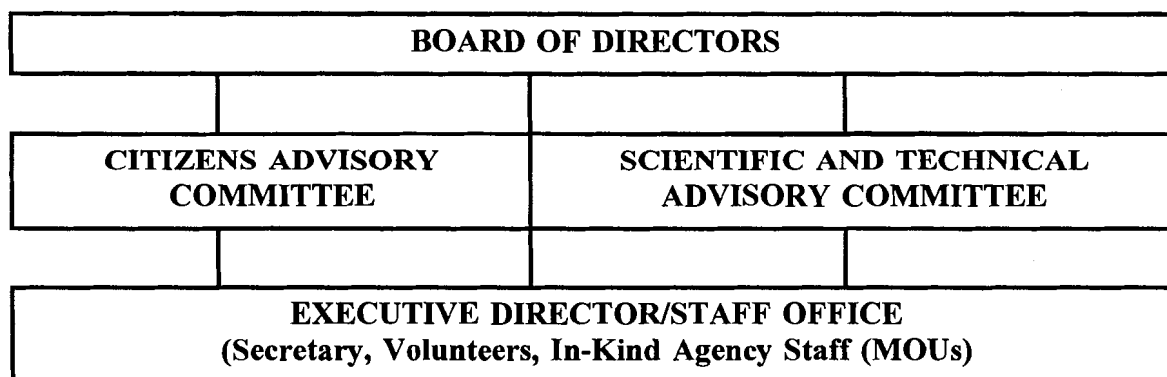 BOARD OF DIRECTORS
CITIZENS ADVISORY
COMMITTEE
SCIENTIFIC AND TECHNICAL
ADVISORY COMMITTEE
EXECUTIVE DIRECTOR/STAFF OFFICE
(Secretary, Volunteers, In-Kind Agency Staff (MOUs)